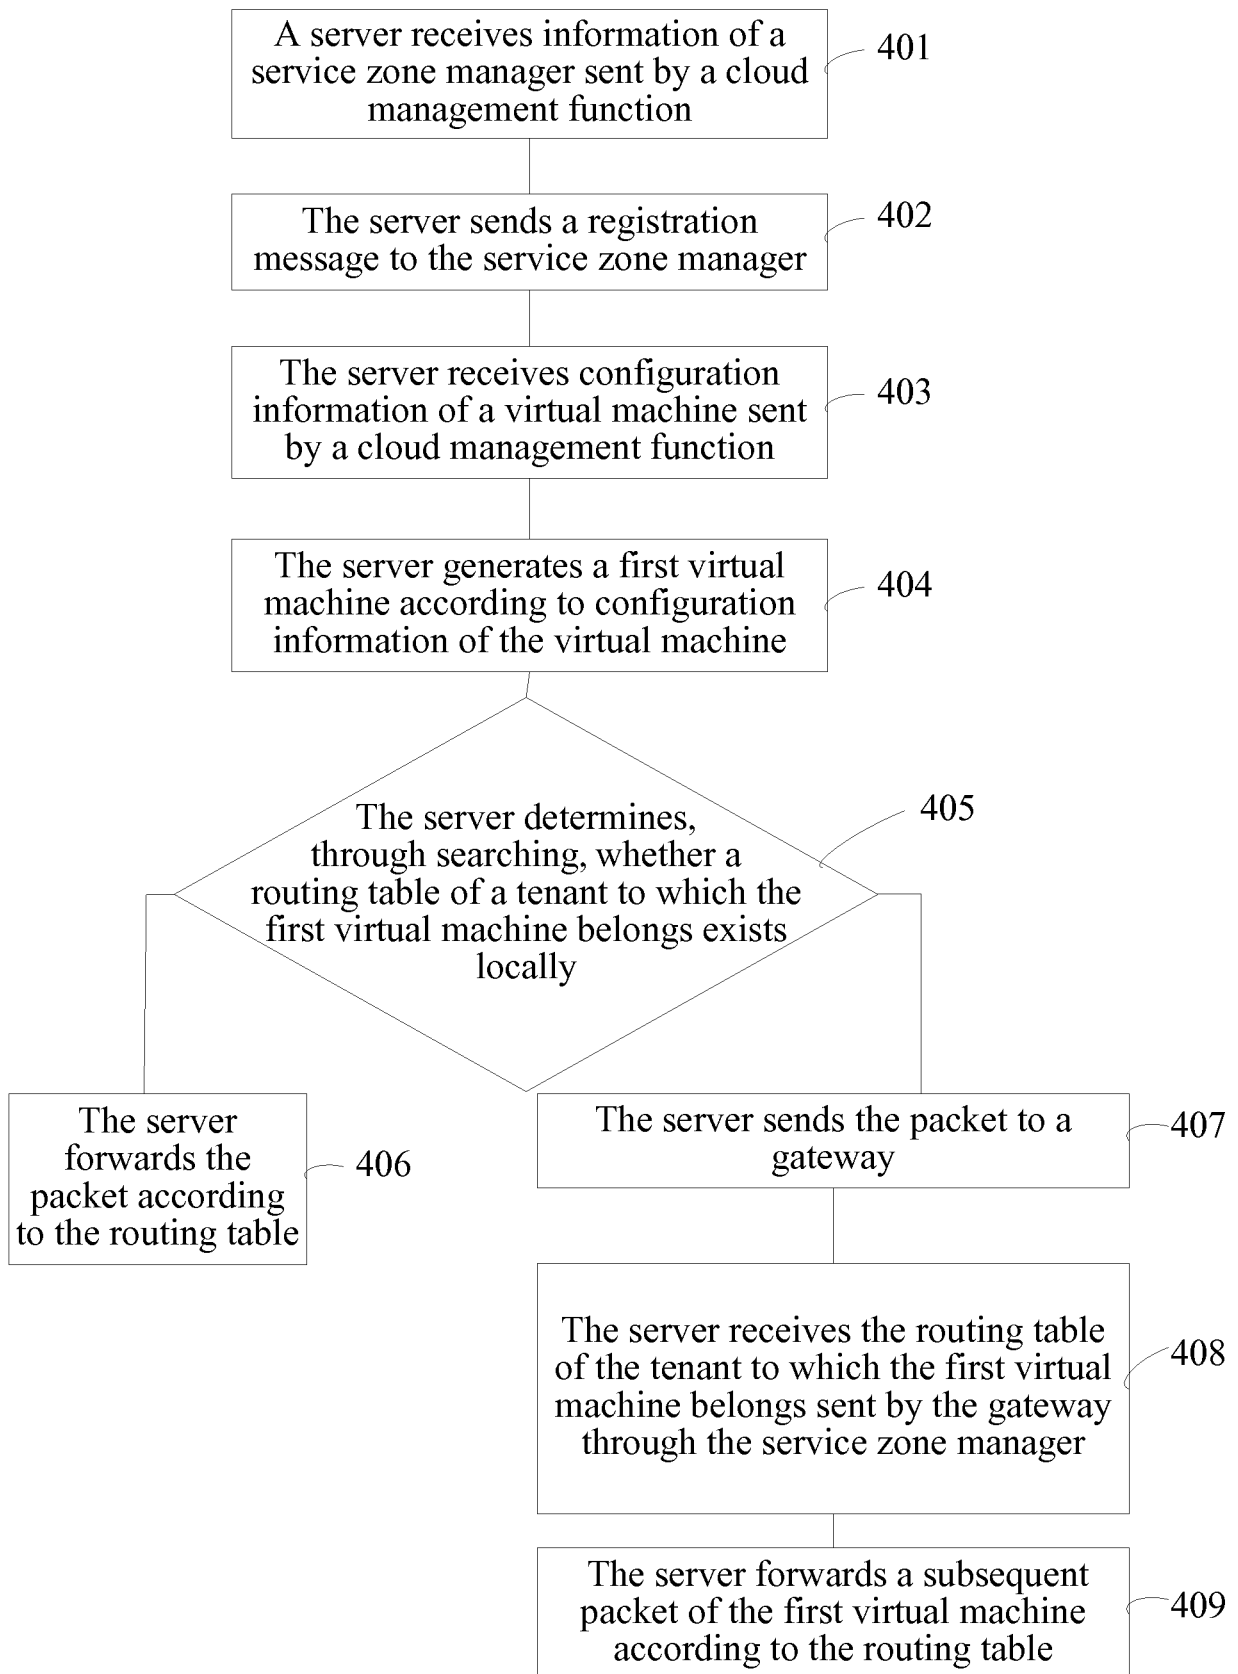 A server receives information of a
service zone manager sent by a cloud
management function
401
The server sends a registration
message to the service zone manager
402
The server receives configuration
information of a virtual machine sent
by a cloud management function
403
The server generates a first virtual
machine according to configuration
information of the virtual machine
404
The server determines,
through searching, whether a
routing table of a tenant to which the
first virtual machine belongs exists
locally
405
The server
forwards the
packet according
to the routing table
406
The server sends the packet to a
gateway
407
The server receives the routing table
of the tenant to which the first virtual
machine belongs sent by the gateway
through the service zone manager
408
The server forwards a subsequent
packet of the first virtual machine
according to the routing table
409